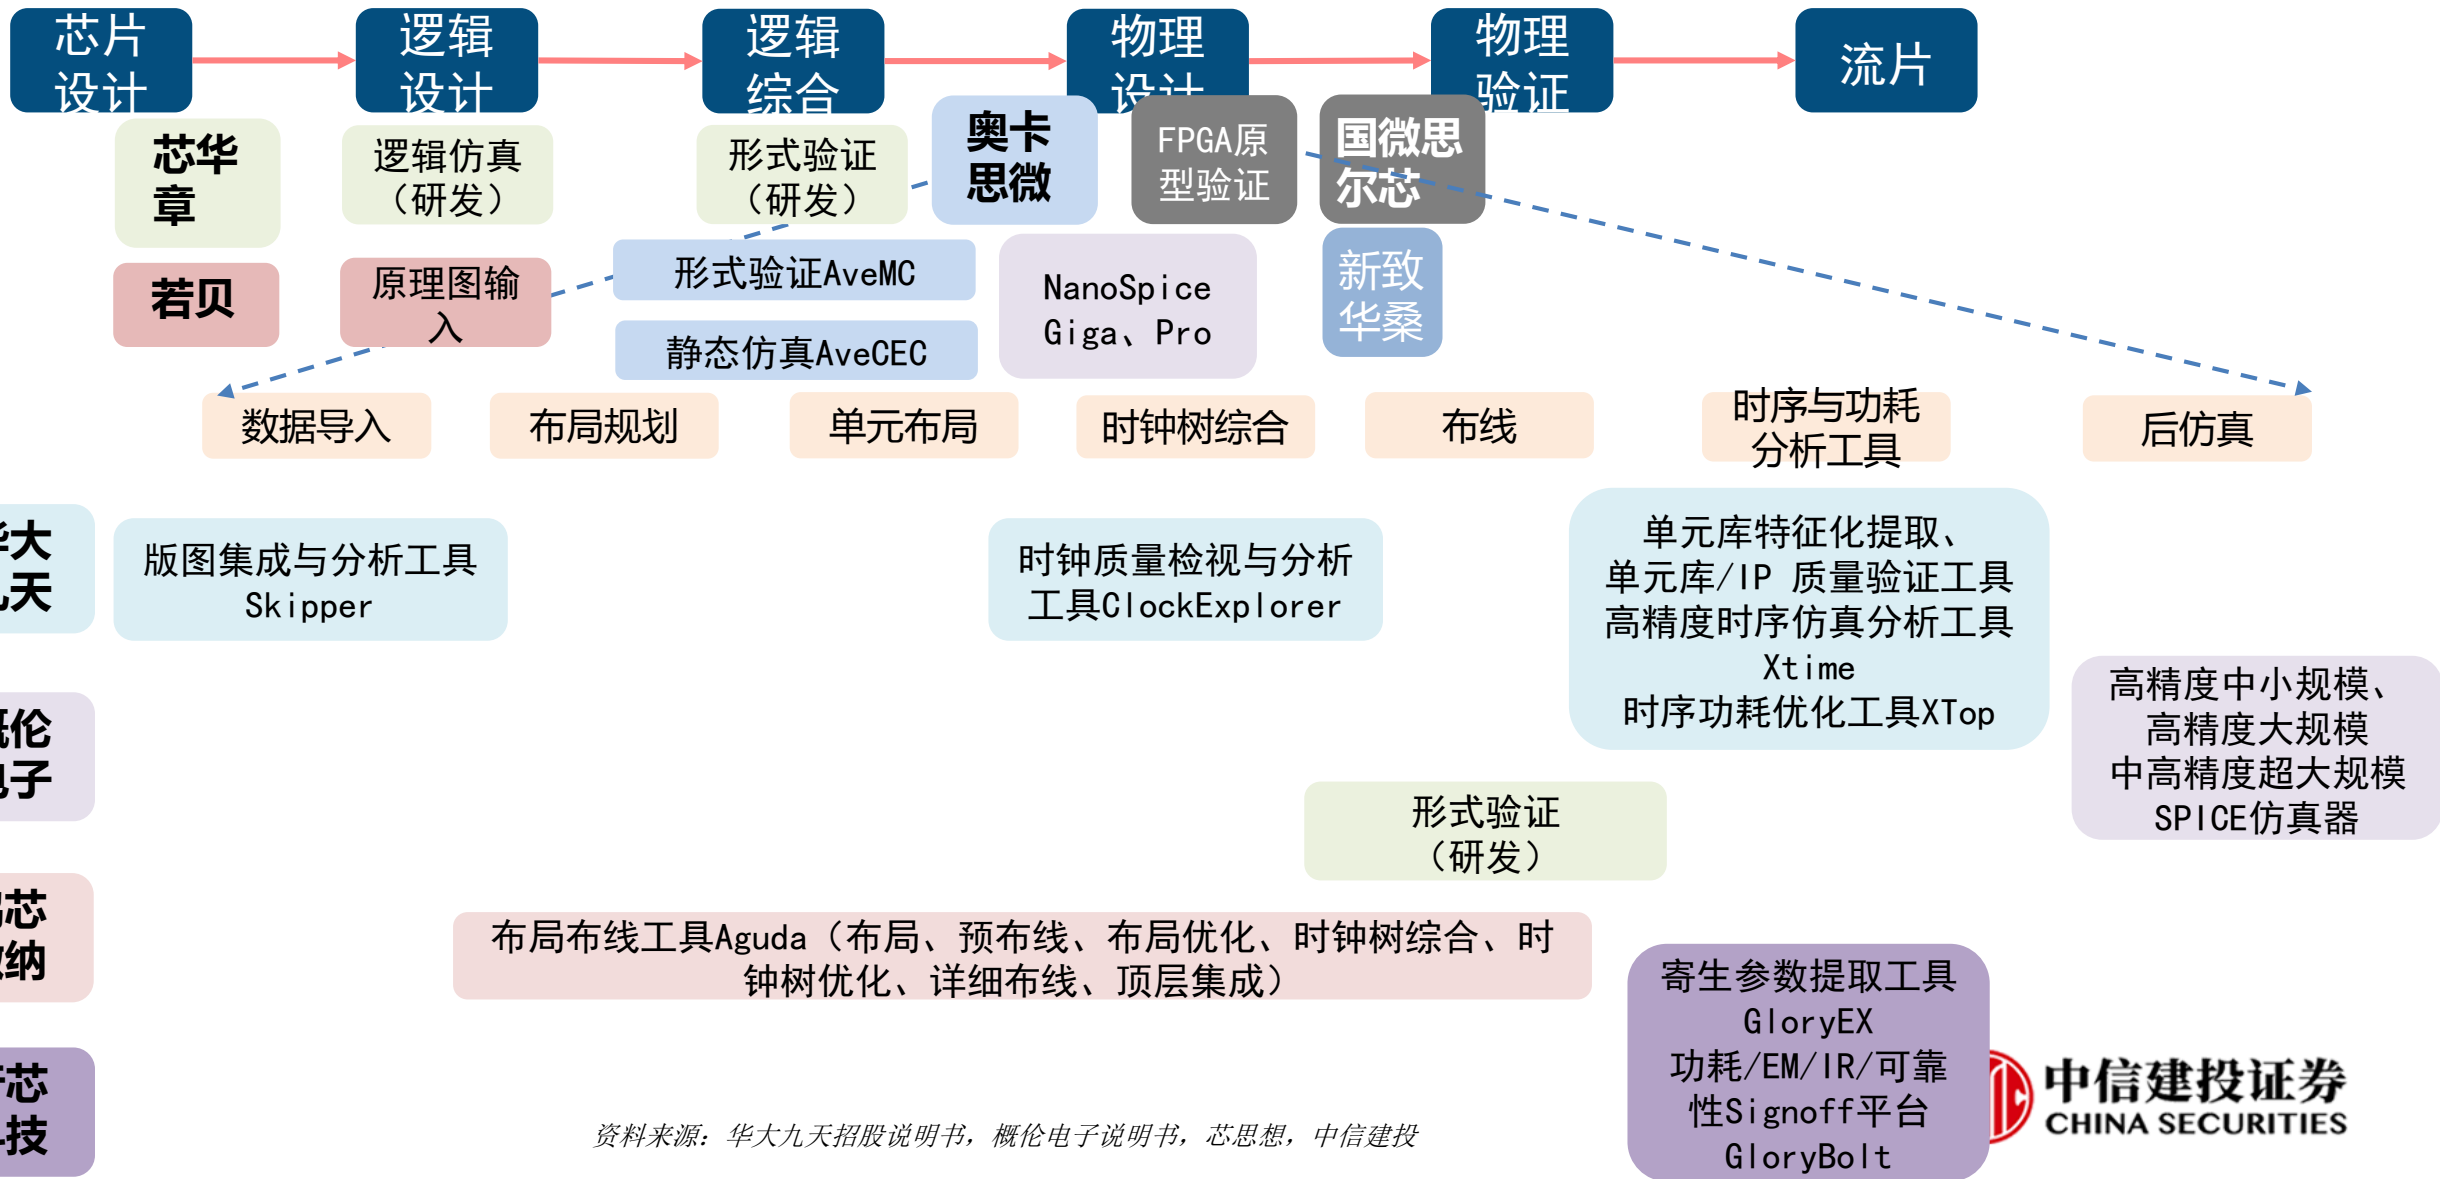 芯片
设计
逻辑
设计
逻辑
综合
物理
设计
物理
验证
流片
芯华
章
逻辑仿真
（研发）
形式验证
（研发）
奥卡
思微
FPGA原
型验证
国微思
尔芯
若贝
原理图输
入
形式验证AveMC
静态仿真AveCEC
NanoSpice
Giga、Pro
新致
华桑
数据导入
布局规划
单元布局
时钟树综合
布线
时序与功耗
分析工具
后仿真
华大
九天
版图集成与分析工具
Skipper
时钟质量检视与分析
工具ClockExplorer
单元库特征化提取、
单元库/IP 质量验证工具
高精度时序仿真分析工具
Xtime
时序功耗优化工具XTop
概伦
电子
高精度中小规模、
高精度大规模
中高精度超大规模
SPICE仿真器
形式验证
（研发）
芯
纳
布局布线工具Aguda（布局、预布线、布局优化、时钟树综合、时
钟树优化、详细布线、顶层集成）
芯
技
寄生参数提取工具
GloryEX
功耗/EM/IR/可靠
性Signoff平台
GloryBolt
资料来源：华大九天招股说明书，概伦电子说明书，芯思想，中信建投
中信建投证券
CHINA SECURITIES